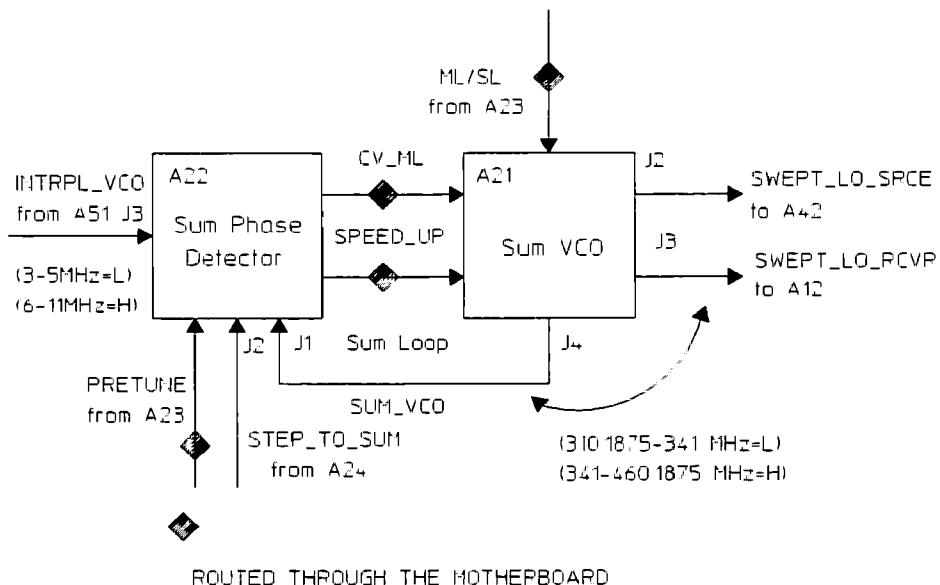 ML/SL
from A23
A22
CV_ML
A21
J2
INTRPL_VCO
from A51 J3
SWEPT_LO_SRCE
to A42
Sum Phase
Detector
SPEED_UP
Sum VCO
J3
SWEPT_LO_RCVR
to A12
(3-5MHz=L)
(6-11MHz=H)
J2
J1
Sum Loop
J4
PRETUNE
from A23
SUM_VCO
STEP_TO_SUM
from A24
(310 1875-341 MHz=L)
(341-460 1875 MHz=H)
ROUTED THROUGH THE MOTHERBOARD